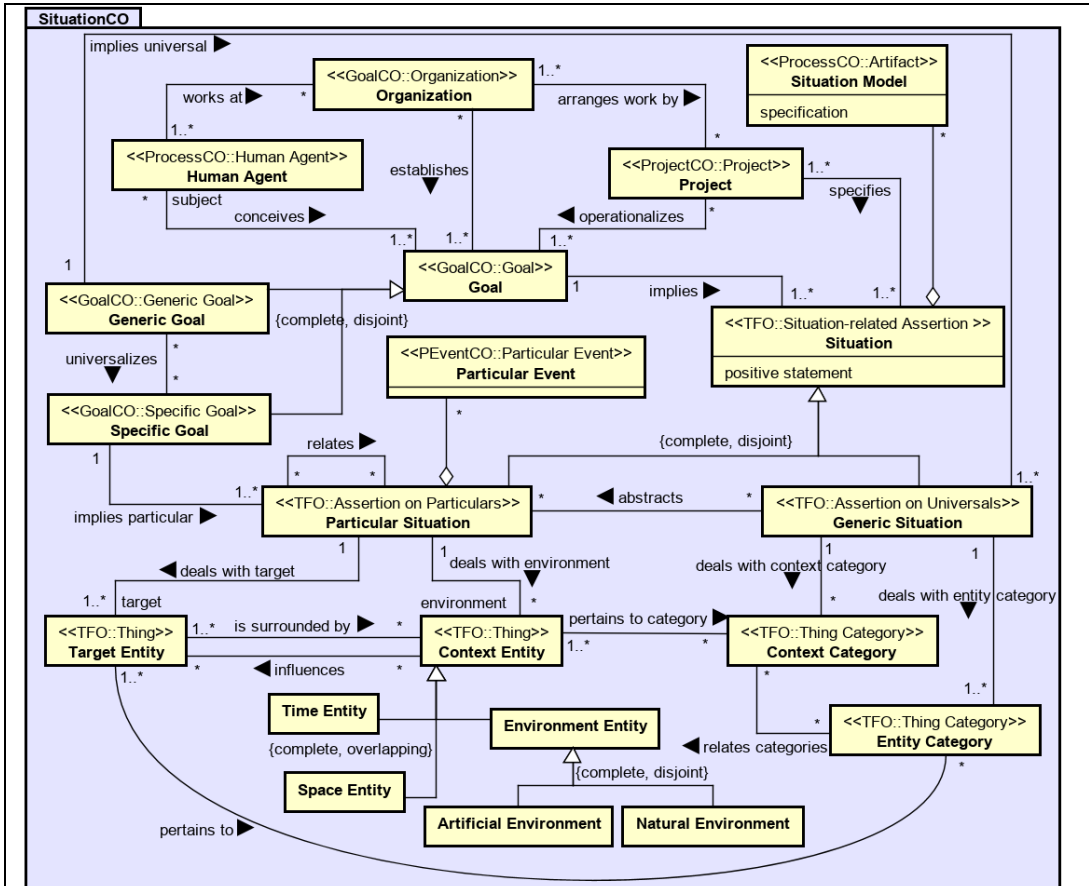 SituationCO
implies universal
<<GoalCO::Organization>>
Organization
1..*
<<ProcessCO::Artifact>>
Situation Model
specification
works at
*
arranges work by
1..*
*
*
*
<<ProcessCO::Human Agent>>
Human Agent
establishes
<<ProjectCO::Project>>
Project
1..*
specifies
*
subject
conceives
operationalizes
*
1..*
1..*
1..*
1
<<GoalCO::Goal>>
Goal
1
implies
1..*
1..*
<<GoalCO::Generic Goal>>
Generic Goal
{complete, disjoint}
<<TFO::Situation-related Assertion >>
Situation
positive statement
universalizes
*
*
<<PEventCO::Particular Event>>
Particular Event
<<GoalCO::Specific Goal>>
Specific Goal
*
relates
{complete, disjoint}
1
*
*
1..*
1..*
implies particular
<<TFO::Assertion on Particulars>>
Particular Situation
*
abstracts
*
<<TFO::Assertion on Universals>>
Generic Situation
1
1
1
1
deals with target
deals with environment
deals with context category
deals with entity category
1..*
target
environment
*
*
<<TFO::Thing>>
Target Entity
1..*
is surrounded by
*
<<TFO::Thing>>
Context Entity
pertains to category
1..*
*
<<TFO::Thing Category>>
Context Category
*
influences
*
1..*
*
1..*
Time Entity
Environment Entity
*
<<TFO::Thing Category>>
Entity Category
{complete, overlapping}
relates categories
*
Space Entity
{complete, disjoint}
Artificial Environment
Natural Environment
pertains to